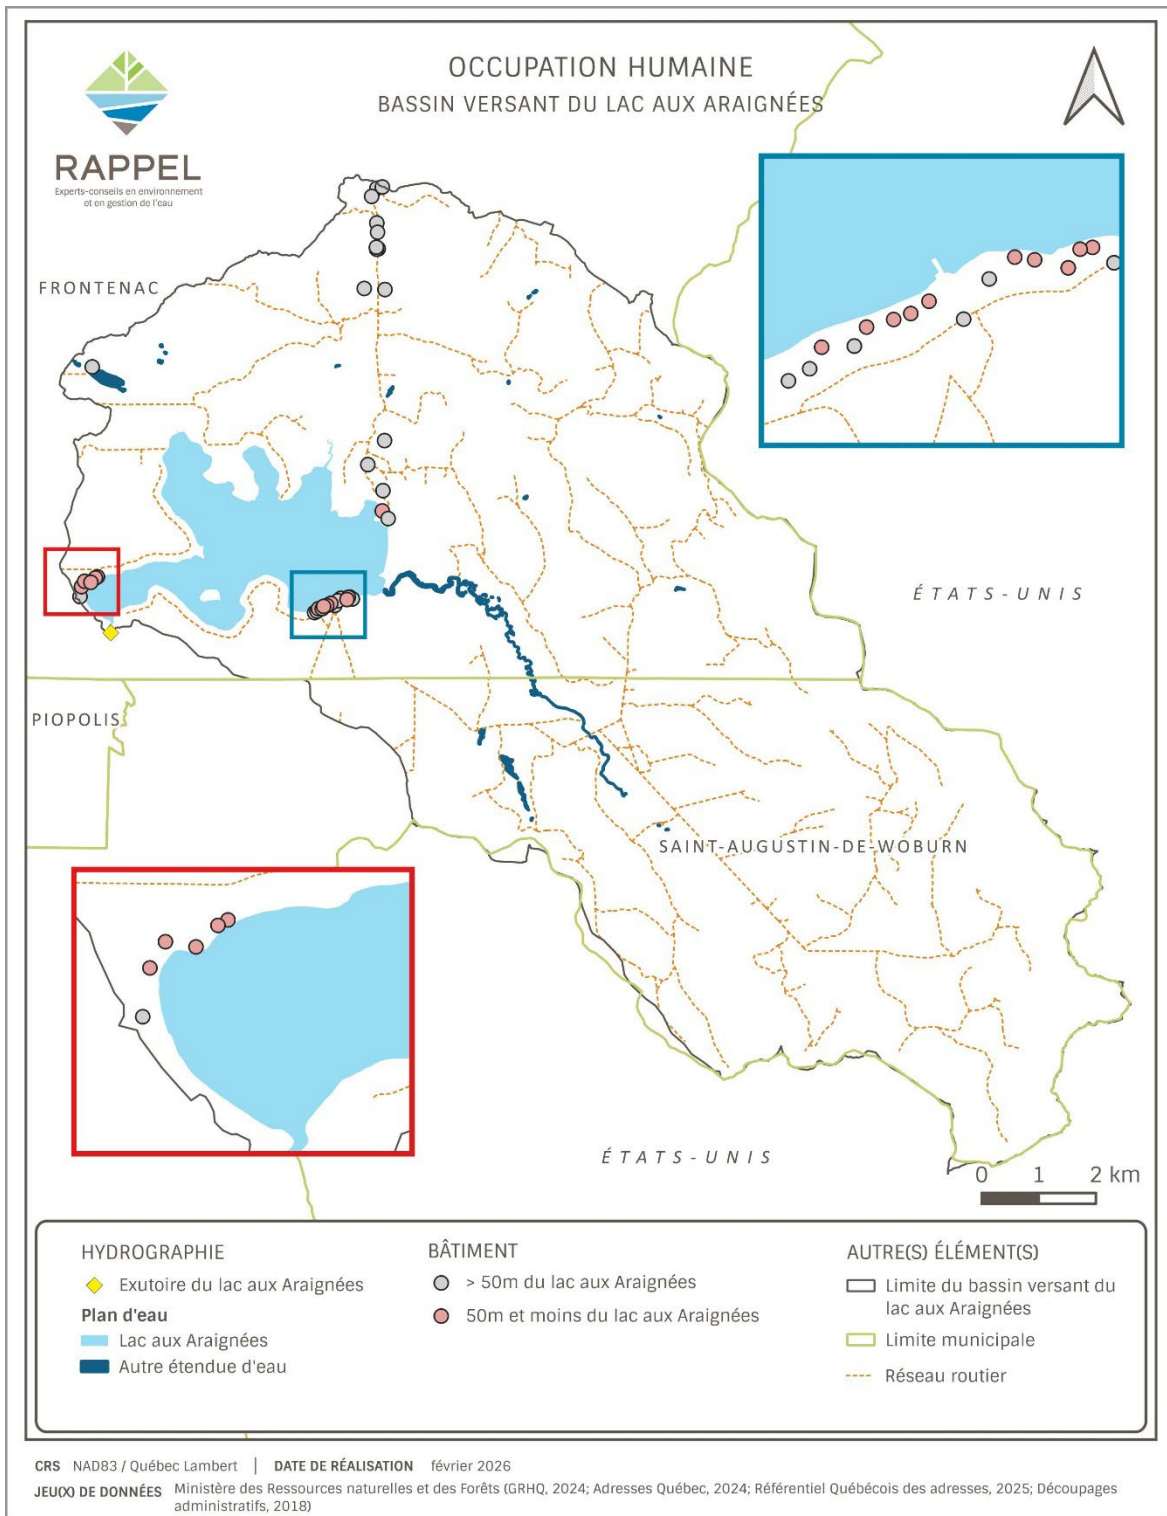 OCCUPATION HUMAINE
BASSIN VERSANT DU LAC AUX ARAIGNÉES
RAPPEL
Experts-conseils en environnement
et en gestion de l'eau
FRONTENAC
ÉTATS-UNIS
PIOPOLIS
SAINT-AUGUSTIN-DE-WOBURN
ÉTATS-UNIS
0 1 2 km
HYDROGRAPHIE
Exutoire du lac aux Araignées
Plan d'eau
Lac aux Araignées
Autre étendue d'eau
BÂTIMENT
> 50m du lac aux Araignées
50m et moins du lac aux Araignées
AUTRE(S) ÉLÉMENT(S)
Limite du bassin versant du
lac aux Araignées
Limite municipale
Réseau routier
CRS NAD83 / Québec Lambert | DATE DE RÉALISATION février 2026
JEU(X) DE DONNÉES Ministère des Ressources naturelles et des Forêts (GRHQ, 2024; Adresses Québec, 2024; Référentiel Québécois des adresses, 2025; Découpages
administratifs, 2018)